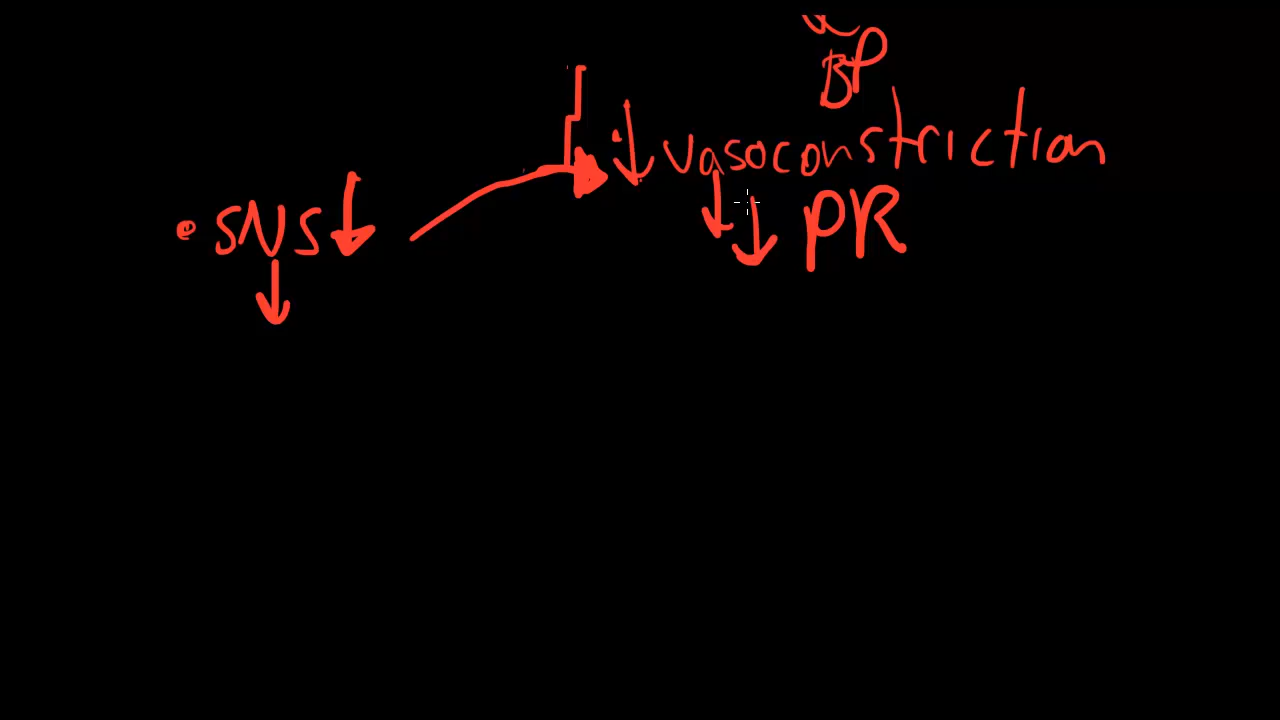 BP
↓ vasoconstriction
• SNS ↓
↓ ↓ PR
↓